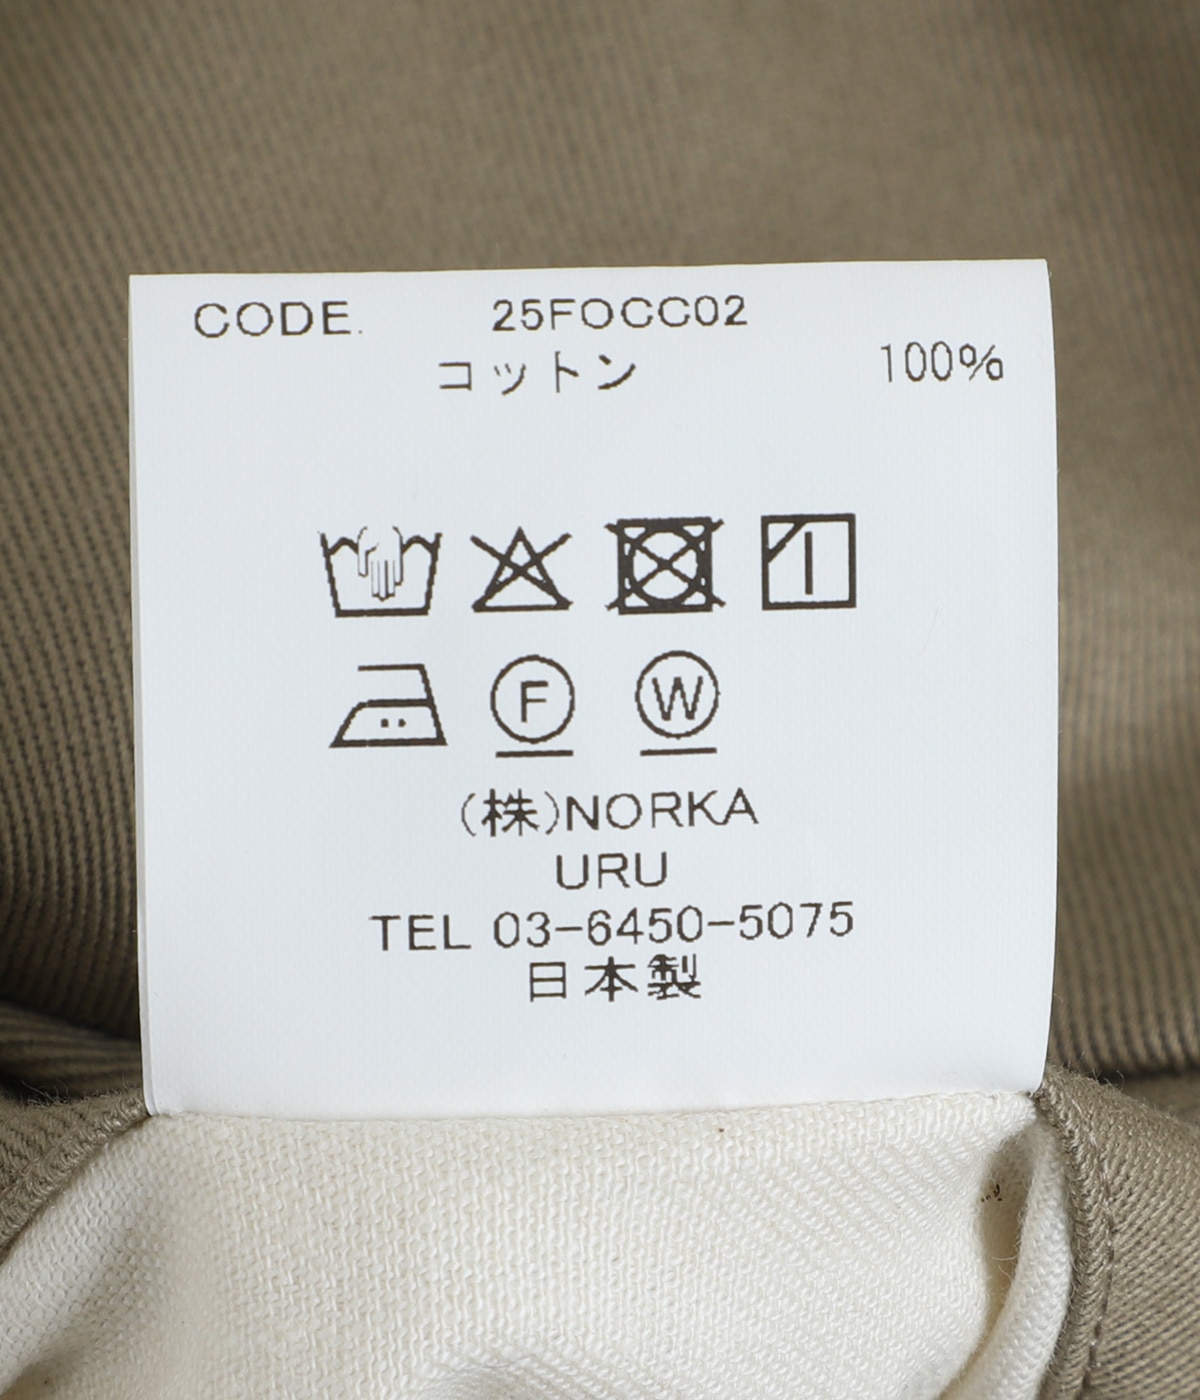 CODE. 25FOCC02
コットン 100%
F W
(株)NORKA
URU
TEL 03-6450-5075
日本製